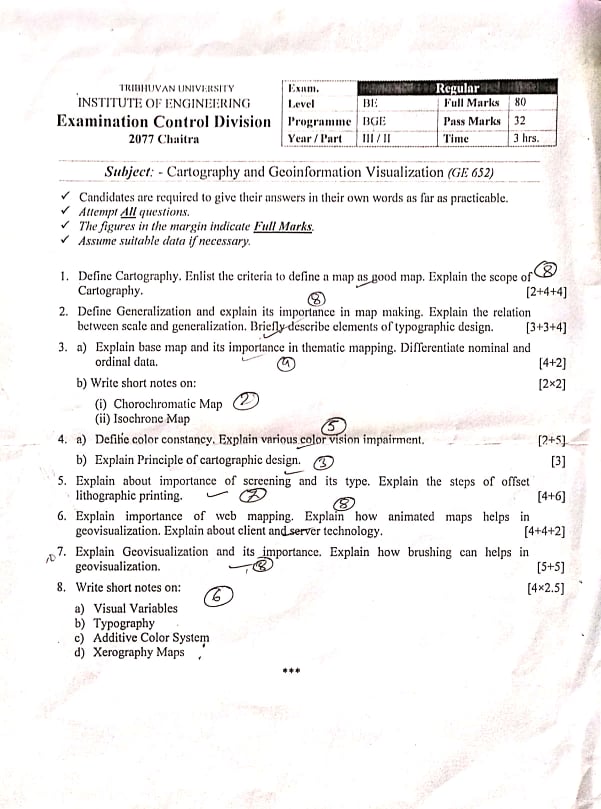 TRIBHUVAN UNIVERSITY
INSTITUTE OF ENGINEERING
Examination Control Division
2077 Chaitra
Exam. Regular
Level BE Full Marks 80
Programme BGE Pass Marks 32
Year / Part III / II Time 3 hrs.
Subject: - Cartography and Geoinformation Visualization (GE 652)
✓ Candidates are required to give their answers in their own words as far as practicable.
✓ Attempt All questions.
✓ The figures in the margin indicate Full Marks.
✓ Assume suitable data if necessary.
1. Define Cartography. Enlist the criteria to define a map as good map. Explain the scope of 8
Cartography. [2+4+4]
8
2. Define Generalization and explain its importance in map making. Explain the relation
between scale and generalization. Briefly describe elements of typographic design. [3+3+4]
3. a) Explain base map and its importance in thematic mapping. Differentiate nominal and
ordinal data. [4+2]
b) Write short notes on: [2×2]
(i) Chorochromatic Map 2
(ii) Isochrone Map
5
4. a) Define color constancy. Explain various color vision impairment. [2+5]
b) Explain Principle of cartographic design. 3 [3]
5. Explain about importance of screening and its type. Explain the steps of offset
lithographic printing. 7 [4+6]
8
6. Explain importance of web mapping. Explain how animated maps helps in
geovisualization. Explain about client and server technology. [4+4+2]
7. Explain Geovisualization and its importance. Explain how brushing can helps in
geovisualization. 8 [5+5]
8. Write short notes on: 6 [4×2.5]
a) Visual Variables
b) Typography
c) Additive Color System
d) Xerography Maps
***